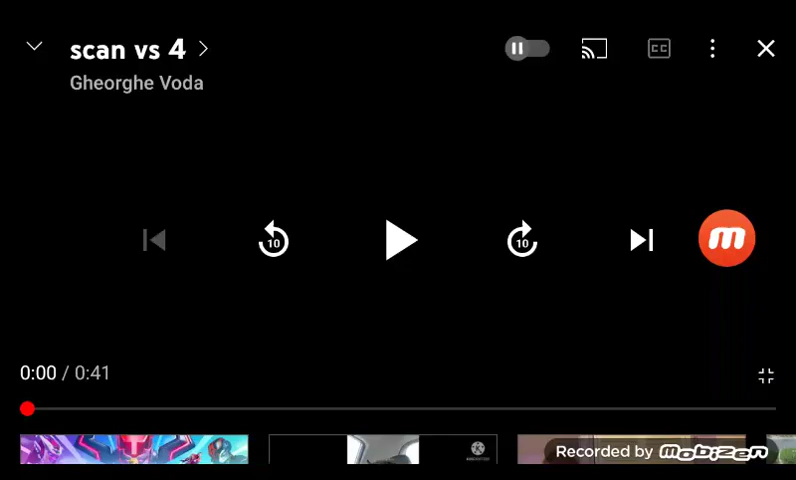 scan vs 4
Gheorghe Voda
CC
10
10
m
0:00 / 0:41
Recorded by mobizen